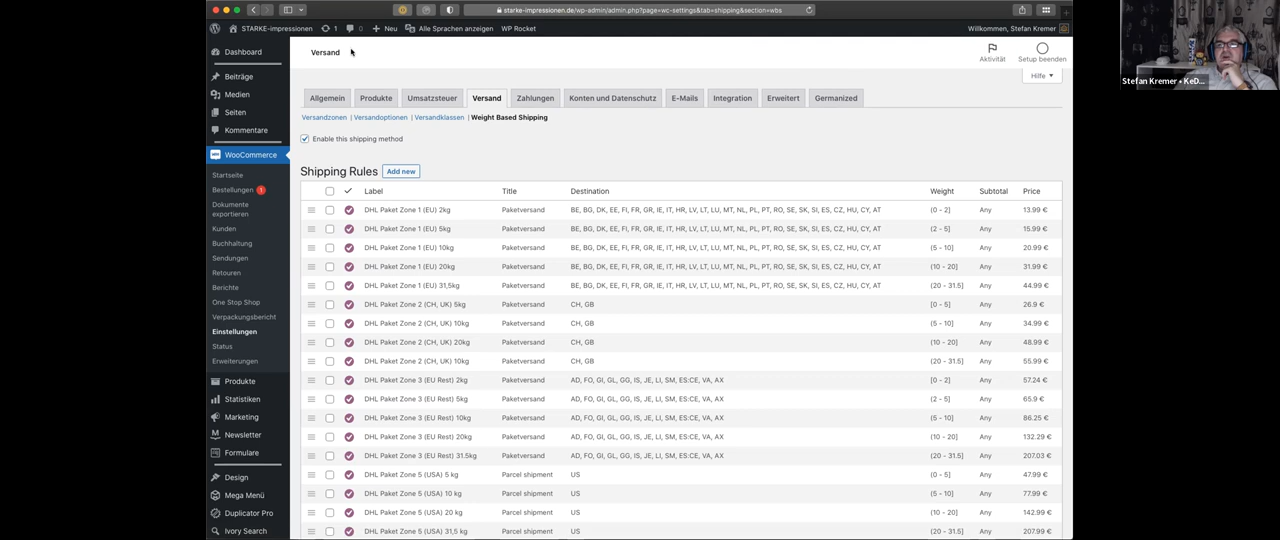 starke-impressionen.de/wp-admin/admin.php?page=wc-settings&tab=shipping&section=wbs
STARKE-impressionen 1 0 Neu Alle Sprachen anzeigen WP Rocket Willkommen, Stefan Kremer
Dashboard
Beiträge
Medien
Seiten
Kommentare
WooCommerce
Startseite
Bestellungen 1
Dokumente
exportieren
Kunden
Buchhaltung
Sendungen
Retouren
Berichte
One Stop Shop
Verpackungsbericht
Einstellungen
Status
Erweiterungen
Produkte
Statistiken
Marketing
Newsletter
Formulare
Design
Mega Menü
Duplicator Pro
Ivory Search
Versand
Aktivität
Setup beenden
Hilfe
Allgemein Produkte Umsatzsteuer Versand Zahlungen Konten und Datenschutz E-Mails Integration Erweitert Germanized
Versandzonen | Versandoptionen | Versandklassen | Weight Based Shipping
Enable this shipping method
Shipping Rules Add new
Label Title Destination Weight Subtotal Price
DHL Paket Zone 1 (EU) 2kg Paketversand BE, BG, DK, EE, FI, FR, GR, IE, IT, HR, LV, LT, LU, MT, NL, PL, PT, RO, SE, SK, SI, ES, CZ, HU, CY, AT (0 - 2] Any 13.99 €
DHL Paket Zone 1 (EU) 5kg Paketversand BE, BG, DK, EE, FI, FR, GR, IE, IT, HR, LV, LT, LU, MT, NL, PL, PT, RO, SE, SK, SI, ES, CZ, HU, CY, AT (2 - 5] Any 15.99 €
DHL Paket Zone 1 (EU) 10kg Paketversand BE, BG, DK, EE, FI, FR, GR, IE, IT, HR, LV, LT, LU, MT, NL, PL, PT, RO, SE, SK, SI, ES, CZ, HU, CY, AT (5 - 10] Any 20.99 €
DHL Paket Zone 1 (EU) 20kg Paketversand BE, BG, DK, EE, FI, FR, GR, IE, IT, HR, LV, LT, LU, MT, NL, PL, PT, RO, SE, SK, SI, ES, CZ, HU, CY, AT (10 - 20] Any 31.99 €
DHL Paket Zone 1 (EU) 31,5kg Paketversand BE, BG, DK, EE, FI, FR, GR, IE, IT, HR, LV, LT, LU, MT, NL, PL, PT, RO, SE, SK, SI, ES, CZ, HU, CY, AT (20 - 31.5] Any 44.99 €
DHL Paket Zone 2 (CH, UK) 5kg Paketversand CH, GB [0 - 5] Any 26.9 €
DHL Paket Zone 2 (CH, UK) 10kg Paketversand CH, GB (5 - 10] Any 34.99 €
DHL Paket Zone 2 (CH, UK) 20kg Paketversand CH, GB (10 - 20] Any 48.99 €
DHL Paket Zone 2 (CH, UK) 10kg Paketversand CH, GB (20 - 31.5] Any 55.99 €
DHL Paket Zone 3 (EU Rest) 2kg Paketversand AD, FO, GI, GL, GG, IS, JE, LI, SM, ES:CE, VA, AX [0 - 2] Any 57.24 €
DHL Paket Zone 3 (EU Rest) 5kg Paketversand AD, FO, GI, GL, GG, IS, JE, LI, SM, ES:CE, VA, AX (2 - 5] Any 65.9 €
DHL Paket Zone 3 (EU Rest) 10kg Paketversand AD, FO, GI, GL, GG, IS, JE, LI, SM, ES:CE, VA, AX (5 - 10] Any 86.25 €
DHL Paket Zone 3 (EU Rest) 20kg Paketversand AD, FO, GI, GL, GG, IS, JE, LI, SM, ES:CE, VA, AX (10 - 20] Any 132.29 €
DHL Paket Zone 3 (EU Rest) 31.5kg Paketversand AD, FO, GI, GL, GG, IS, JE, LI, SM, ES:CE, VA, AX (20 - 31.5] Any 207.03 €
DHL Paket Zone 5 (USA) 5 kg Parcel shipment US (0 - 5] Any 47.99 €
DHL Paket Zone 5 (USA) 10 kg Parcel shipment US (5 - 10] Any 77.99 €
DHL Paket Zone 5 (USA) 20 kg Parcel shipment US (10 - 20] Any 142.99 €
DHL Paket Zone 5 (USA) 31,5 kg Parcel shipment US (20 - 31.5] Any 207.99 €
Stefan Kremer • KeD...